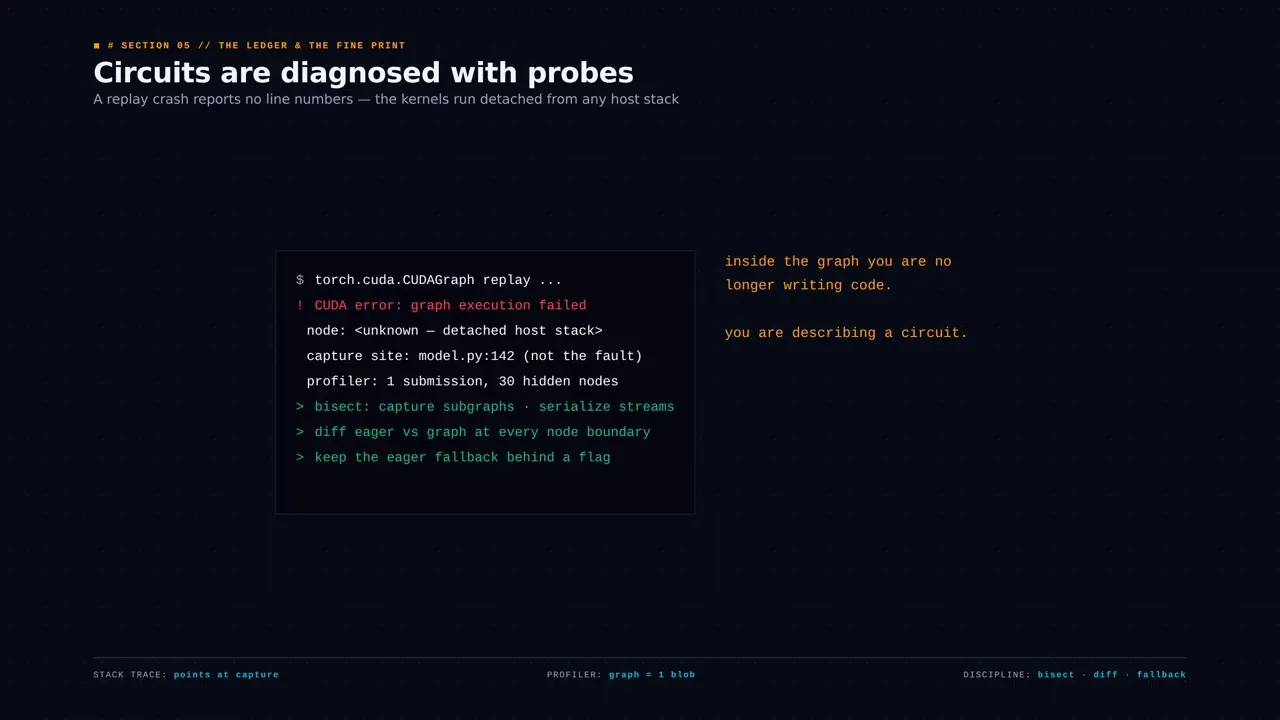 ■ # SECTION 05 // THE LEDGER & THE FINE PRINT
Circuits are diagnosed with probes
A replay crash reports no line numbers — the kernels run detached from any host stack
$ torch.cuda.CUDAGraph replay ...
! CUDA error: graph execution failed
node: <unknown — detached host stack>
capture site: model.py:142 (not the fault)
profiler: 1 submission, 30 hidden nodes
> bisect: capture subgraphs · serialize streams
> diff eager vs graph at every node boundary
> keep the eager fallback behind a flag
inside the graph you are no
longer writing code.
you are describing a circuit.
STACK TRACE: points at capture
PROFILER: graph = 1 blob
DISCIPLINE: bisect · diff · fallback